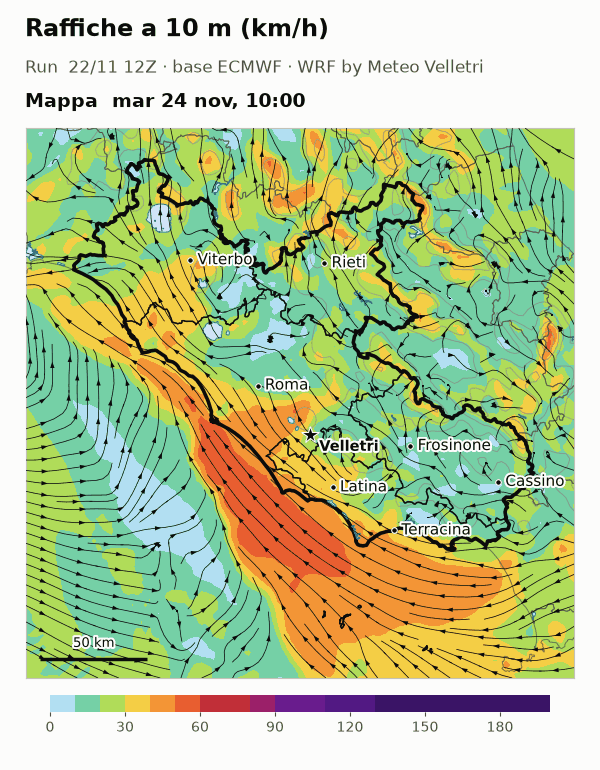 Raffiche a 10 m (km/h)
Run 22/11 12Z · base ECMWF · WRF by Meteo Velletri
Mappa mar 24 nov, 10:00
Viterbo
Rieti
Roma
Velletri
Frosinone
Latina
Cassino
Terracina
50 km
0 30 60 90 120 150 180